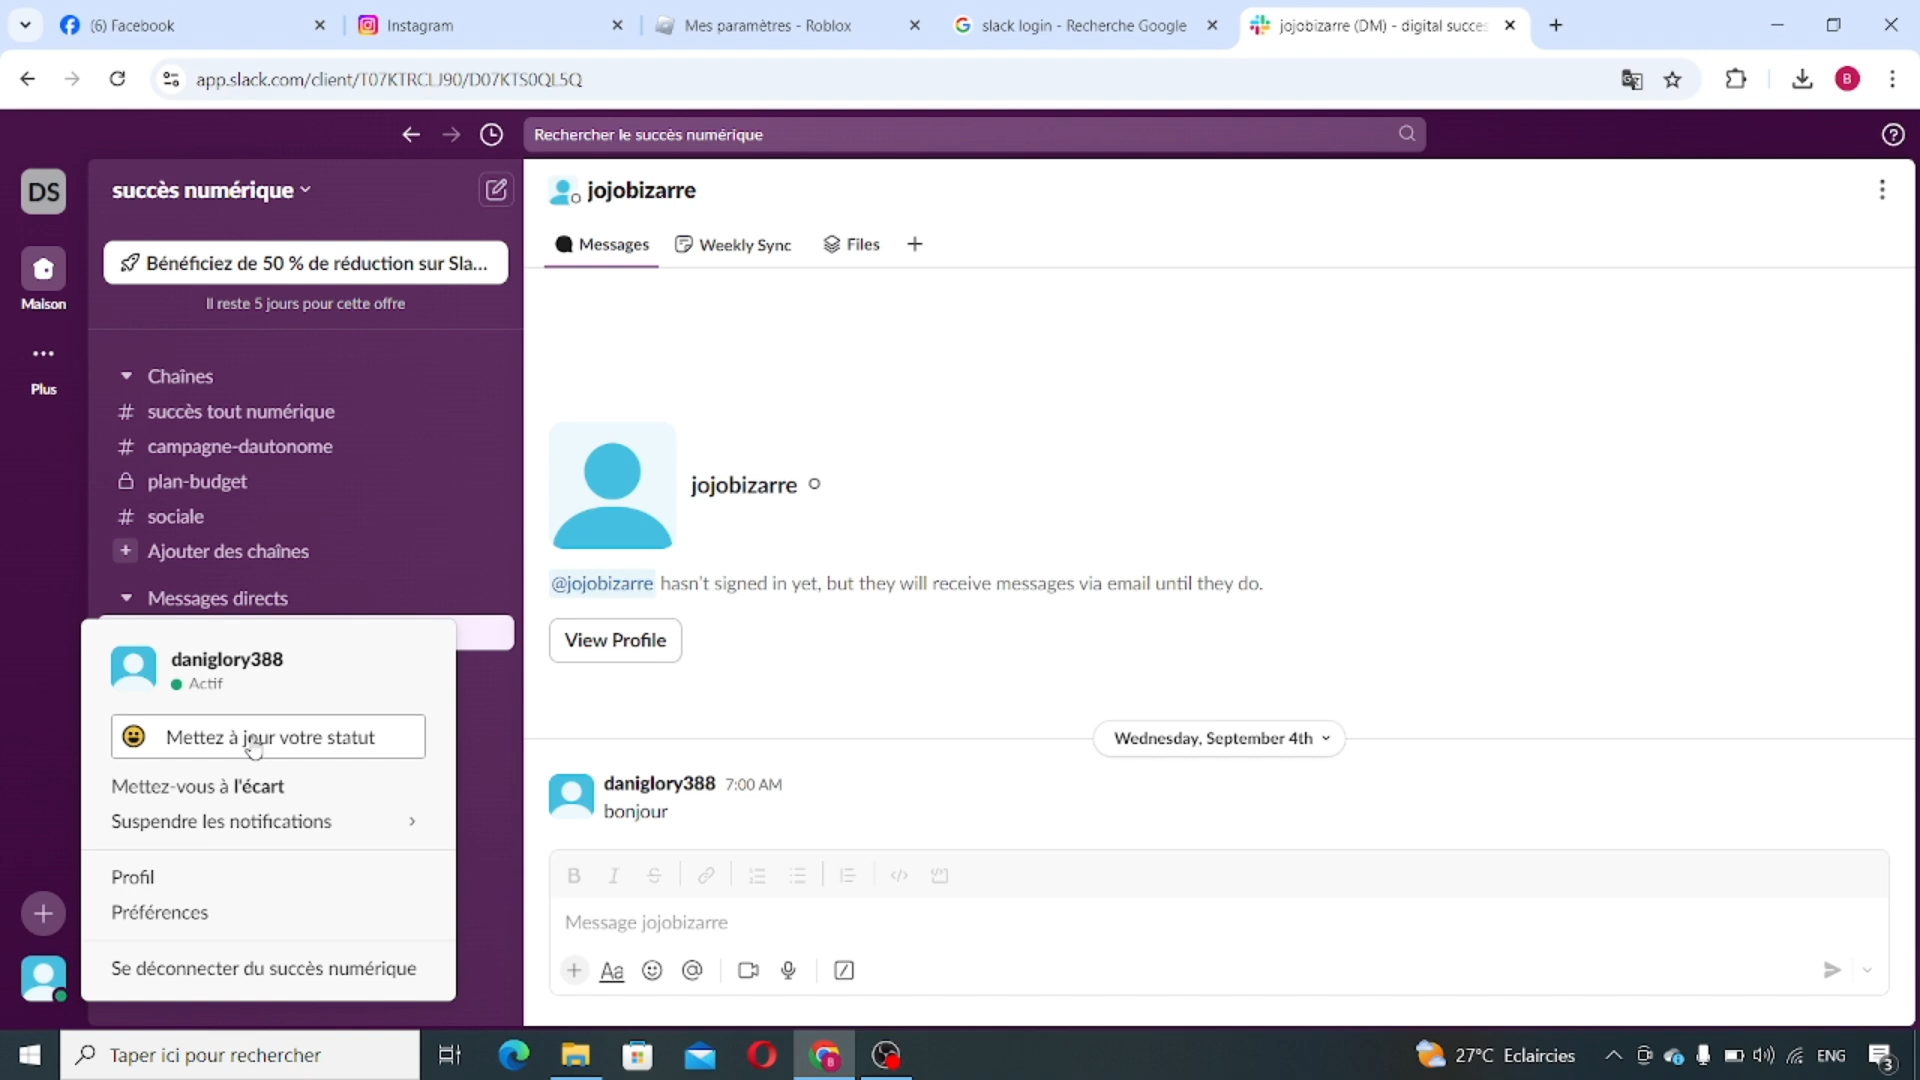 (6) Facebook
Instagram
Mes paramètres - Roblox
slack login - Recherche Google
jojobizarre (DM) - digital succes
app.slack.com/client/T07KTRCLJ90/D07KTS0QL5Q
B
Rechercher le succès numérique
DS
succès numérique
Bénéficiez de 50 % de réduction sur Sla...
Il reste 5 jours pour cette offre
Maison
Plus
Chaînes
# succès tout numérique
# campagne-dautonome
plan-budget
# sociale
+ Ajouter des chaînes
Messages directs
daniglory388
Actif
Mettez à jour votre statut
Mettez-vous à l'écart
Suspendre les notifications
Profil
Préférences
Se déconnecter du succès numérique
jojobizarre
Messages
Weekly Sync
Files
jojobizarre
@jojobizarre hasn't signed in yet, but they will receive messages via email until they do.
View Profile
Wednesday, September 4th
daniglory388 7:00 AM
bonjour
Message jojobizarre
Aa
Taper ici pour rechercher
27°C Eclaircies
ENG
3